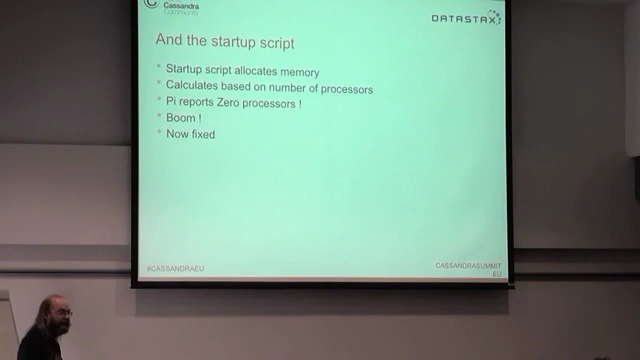 Cassandra
Community
DATASTAX
And the startup script
Startup script allocates memory
Calculates based on number of processors
Pi reports Zero processors !
Boom !
Now fixed
#CASSANDRAEU
CASSANDRASUMMIT
EU